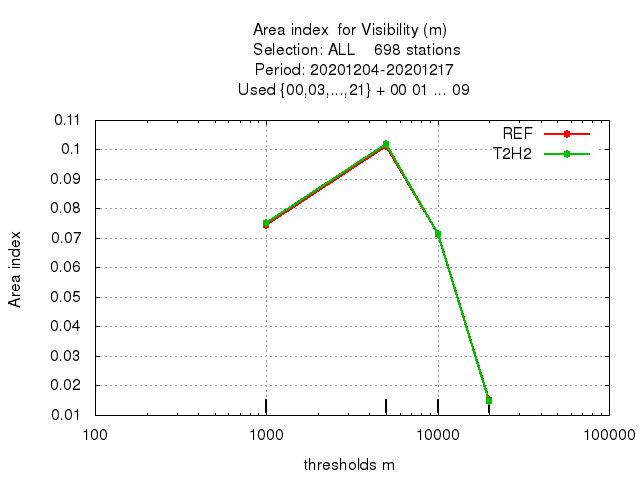 Area index for Visibility (m)
Selection: ALL 698 stations
Period: 20201204-20201217
Used {00,03,...,21} + 00 01 ... 09
REF
T2H2
0.11
0.1
0.09
0.08
0.07
0.06
0.05
0.04
0.03
0.02
0.01
Area index
100 1000 10000 100000
thresholds m